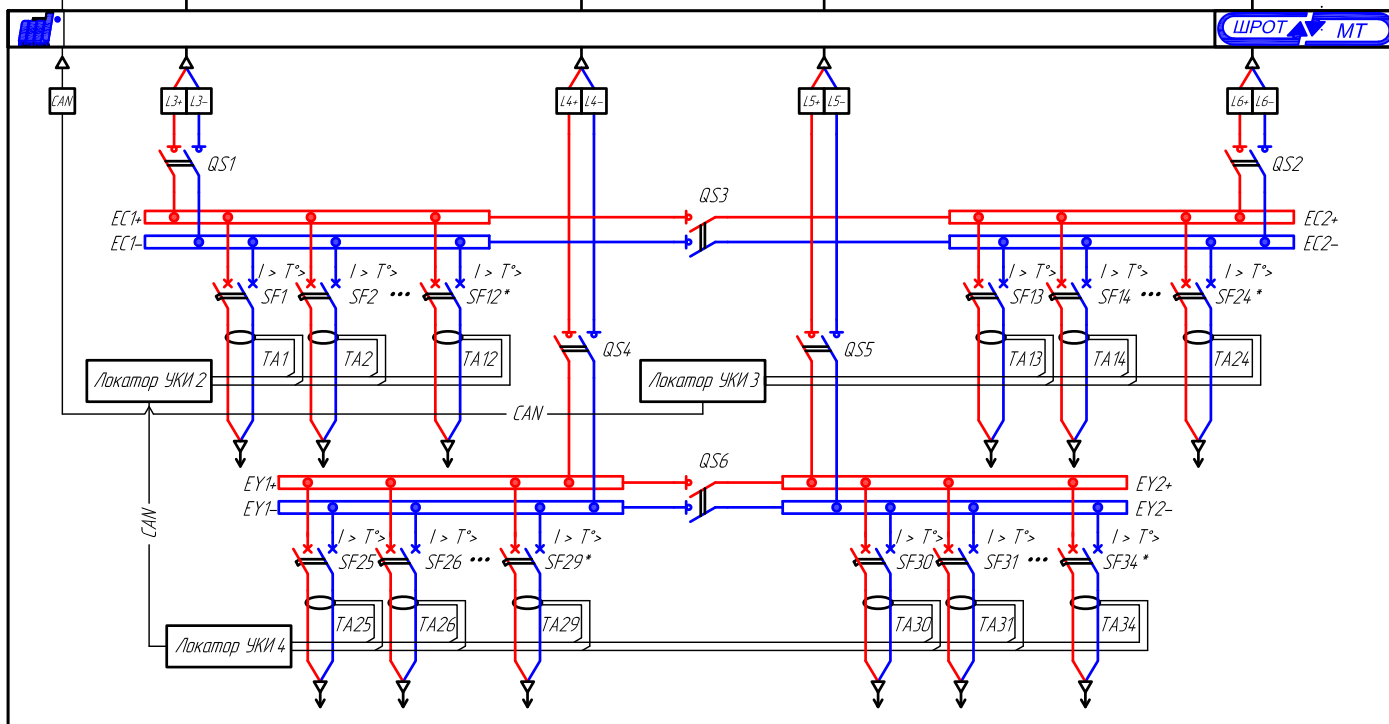 ШРОТ МТ
CAN L3+ L3- L4+ L4- L5+ L5- L6+ L6-
QS1 QS2
QS3
EC1+ EC2+
EC1- EC2-
I > T°> I > T°> I > T°> I > T°> I > T°> I > T°>
SF1 SF2 ... SF12* SF13 SF14 ... SF24*
QS4 QS5
TA1 TA2 TA12 TA13 TA14 TA24
Локатор УКИ 2 Локатор УКИ 3
CAN
QS6
EY1+ EY2+
EY1- EY2-
CAN
I > T°> I > T°> I > T°> I > T°> I > T°> I > T°>
SF25 SF26 ... SF29* SF30 SF31 ... SF34*
TA25 TA26 TA29 TA30 TA31 TA34
Локатор УКИ 4